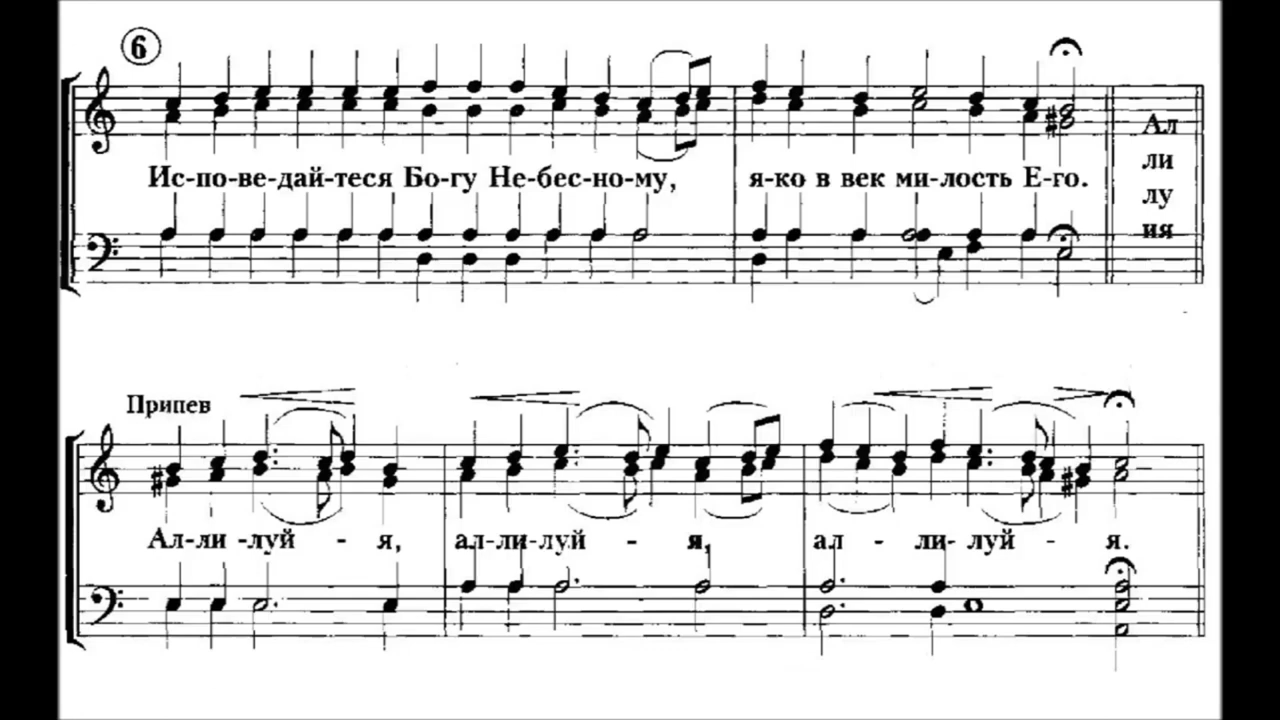 6
Ис-по-ве-дай-теся Бо-гу Не-бес-но-му, я-ко в век ми-лость Е-го.
Ал
ли
лу
ия
Припев
Ал-ли-луй - я, ал-ли-луй - я, ал - ли-луй - я.